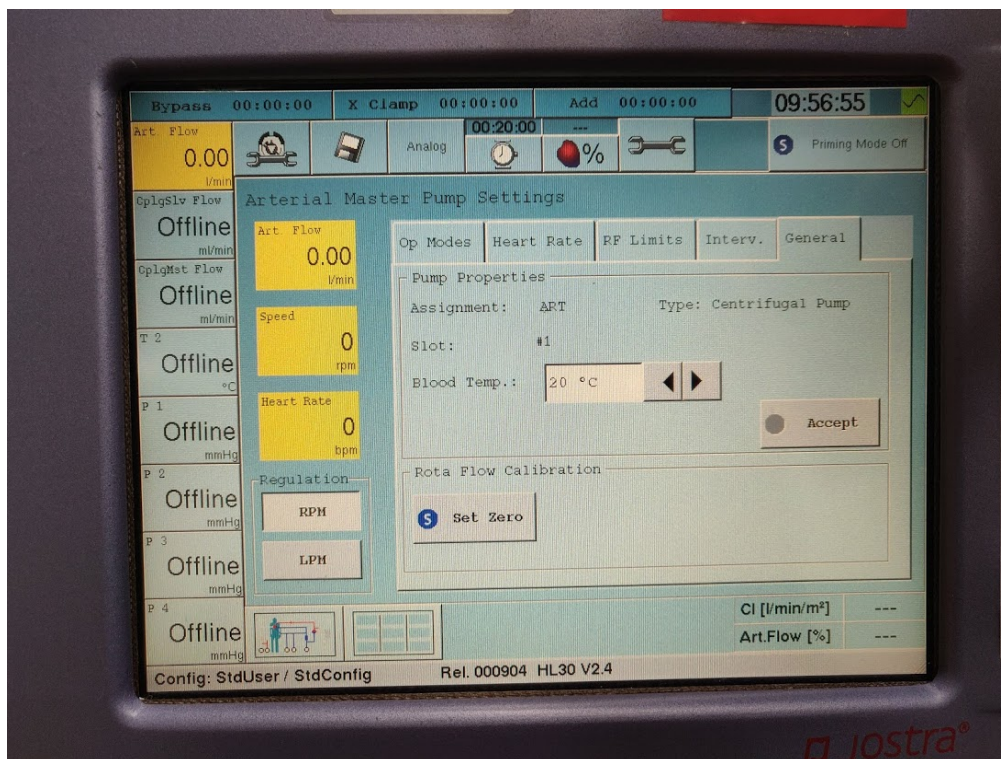 Bypass 00:00:00 X Clamp 00:00:00 Add 00:00:00 09:56:55
Art. Flow
0.00
l/min
Analog
00:20:00
---
%
S Priming Mode Off
CplgSlv Flow
Offline
ml/min
CplgMst Flow
Offline
ml/min
T 2
Offline
°C
P 1
Offline
mmHg
P 2
Offline
mmHg
P 3
Offline
mmHg
P 4
Offline
mmHg
Arterial Master Pump Settings
Art. Flow
0.00
l/min
Speed
0
rpm
Heart Rate
0
bpm
Regulation
RPM
LPM
Op Modes Heart Rate RF Limits Interv. General
Pump Properties
Assignment: ART Type: Centrifugal Pump
Slot: #1
Blood Temp.: 20 °C
Accept
Rota Flow Calibration
S Set Zero
CI [l/min/m²] ---
Art.Flow [%] ---
Config: StdUser / StdConfig Rel. 000904 HL30 V2.4
Jostra®